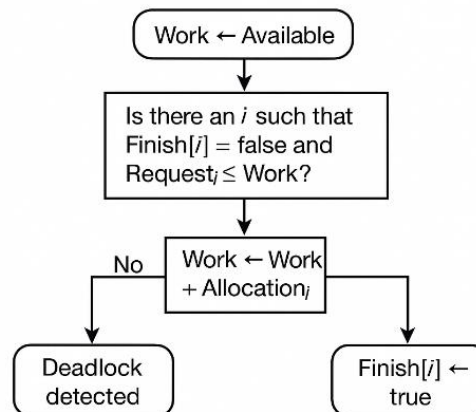 Work ← Available
Is there an i such that
Finish[i] = false and
Requestᵢ ≤ Work?
No
Work ← Work
+ Allocationᵢ
Deadlock
detected
Finish[i] ←
true